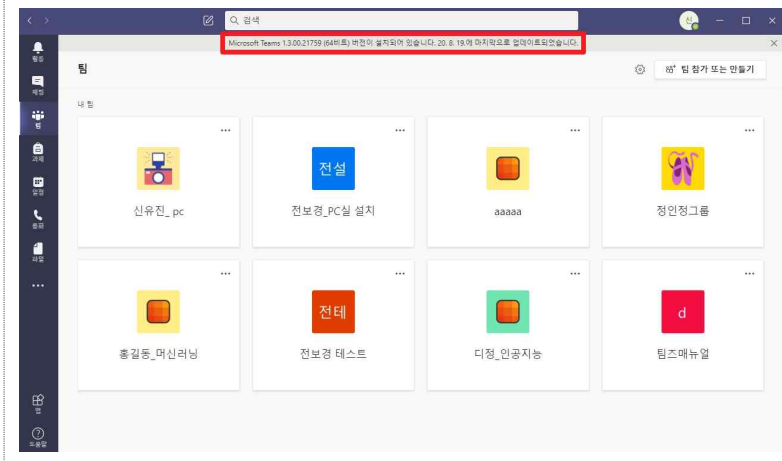 검색
신
Microsoft Teams 1.3.00.21759 (64비트) 버전이 설치되어 있습니다. 20. 8. 19.에 마지막으로 업데이트되었습니다.
활동
채팅
팀
과제
일정
통화
파일
앱
도움말
팀
팀 참가 또는 만들기
내 팀
신유진_ pc
전설
전보경_PC실 설치
aaaaa
정인정그룹
홍길동_머신러닝
전테
전보경 테스트
디정_인공지능
d
팀즈매뉴얼